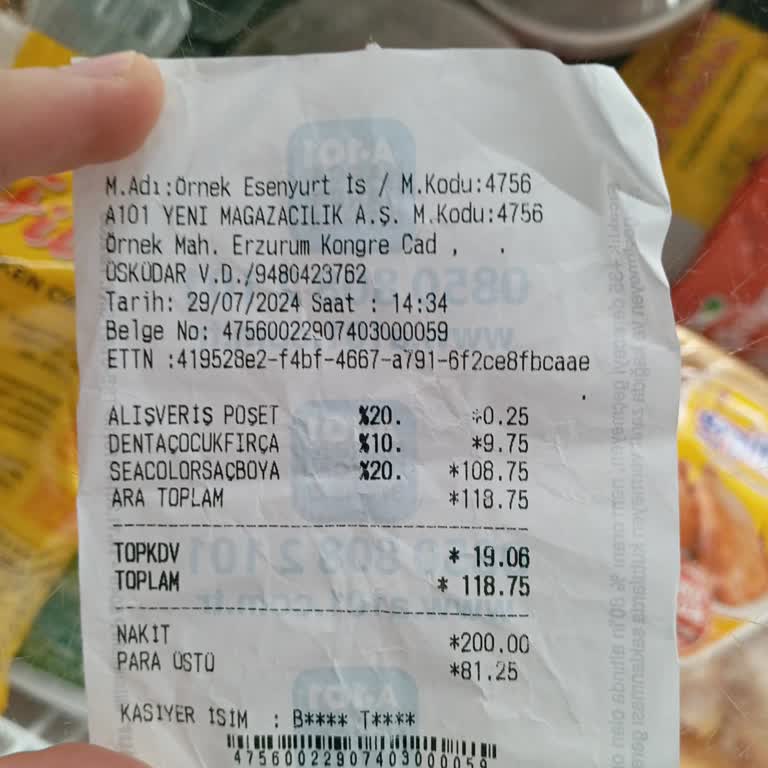 M.Adı:Örnek Esenyurt İs / M.Kodu:4756
A101 YENİ MAGAZACILIK A.Ş. M.Kodu:4756
Örnek Mah. Erzurum Kongre Cad , .
ÜSKÜDAR V.D./9480423762
Tarih: 29/07/2024 Saat : 14:34
Belge No: 47560022907403000059
ETTN :419528e2-f4bf-4667-a791-6f2ce8fbcaae
ALIŞVERİŞ POŞET %20. *0.25
DENTAÇOCUKFIRÇA %10. *9.75
SEACOLORSAÇBOYA %20. *108.75
ARA TOPLAM *118.75
TOPKDV * 19.06
TOPLAM * 118.75
NAKİT *200.00
PARA ÜSTÜ *81.25
KASİYER İSİM : B**** T****
47560022907403000059